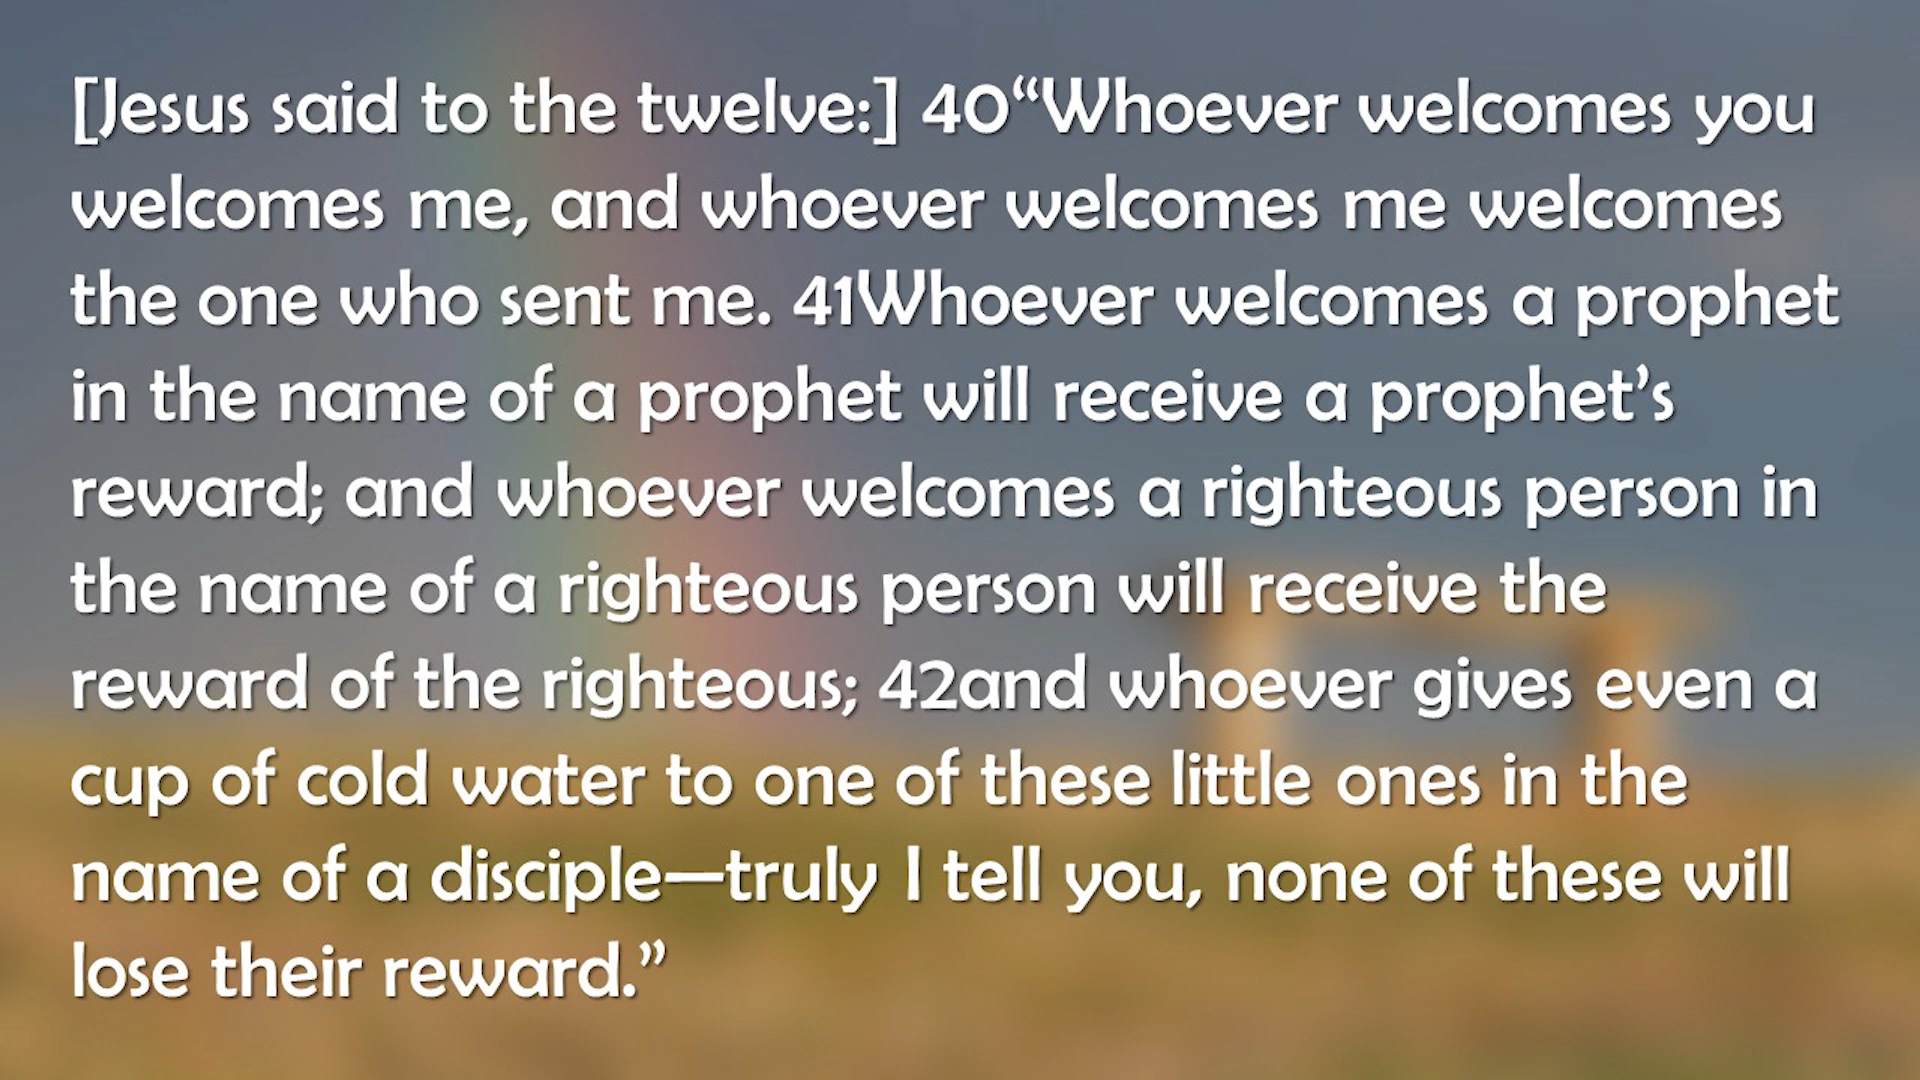 [Jesus said to the twelve:] 40“Whoever welcomes you
welcomes me, and whoever welcomes me welcomes
the one who sent me. 41Whoever welcomes a prophet
in the name of a prophet will receive a prophet’s
reward; and whoever welcomes a righteous person in
the name of a righteous person will receive the
reward of the righteous; 42and whoever gives even a
cup of cold water to one of these little ones in the
name of a disciple—truly I tell you, none of these will
lose their reward.”